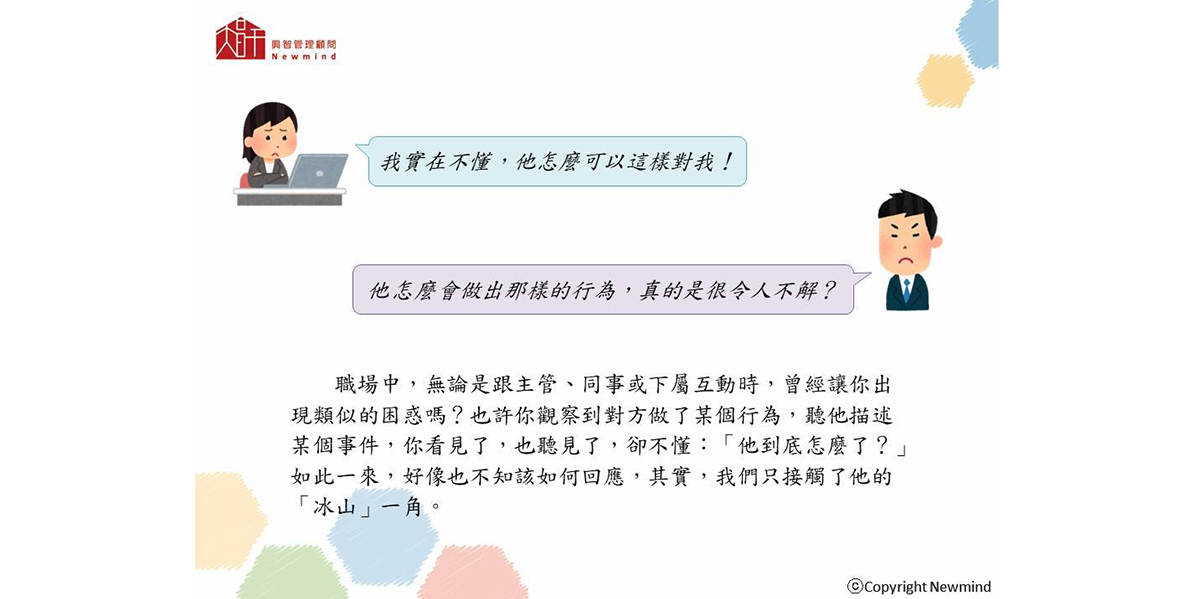 興智管理顧問
Newmind
我實在不懂，他怎麼可以這樣對我！
他怎麼會做出那樣的行為，真的是很令人不解？
職場中，無論是跟主管、同事或下屬互動時，曾經讓你出
現類似的困惑嗎？也許你觀察到對方做了某個行為，聽他描述
某個事件，你看見了，也聽見了，卻不懂：「他到底怎麼了？」
如此一來，好像也不知該如何回應，其實，我們只接觸了他的
「冰山」一角。
©Copyright Newmind